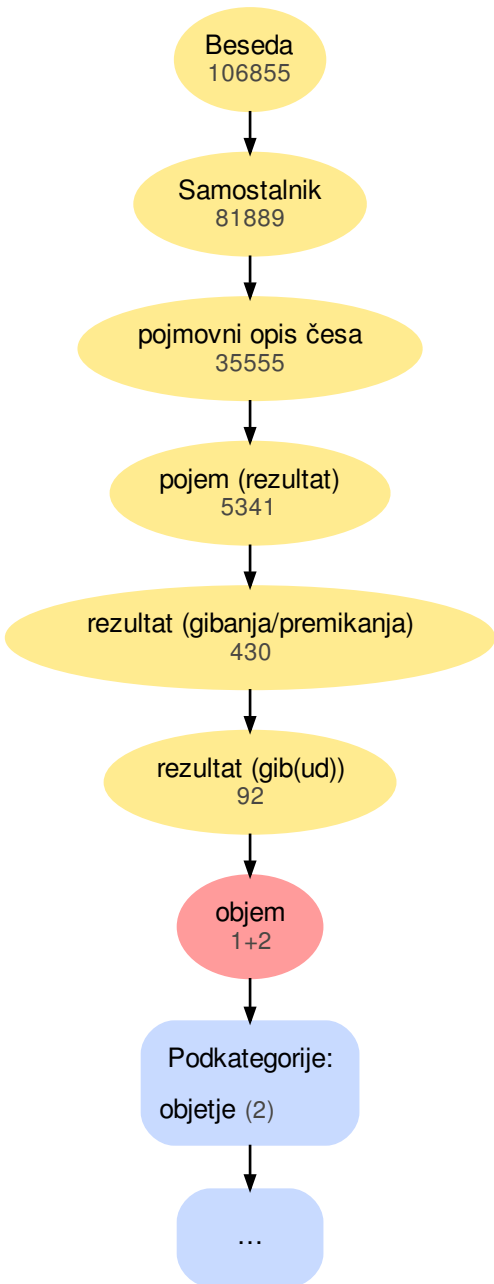 Beseda
106855
Samostalnik
81889
pojmovni opis česa
35555
pojem (rezultat)
5341
rezultat (gibanja/premikanja)
430
rezultat (gib(ud))
92
objem
1+2
Podkategorije:
objetje (2)
…